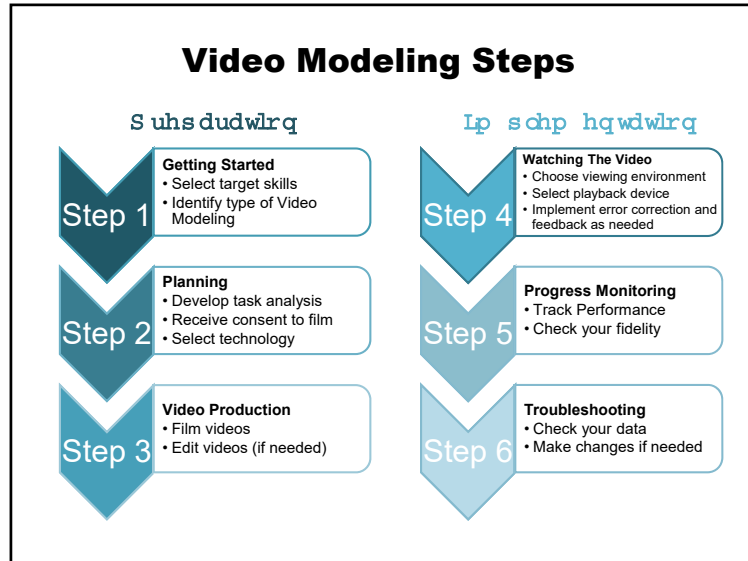 Video Modeling Steps
S uhs dudwlrq
Step 1
Getting Started
• Select target skills
• Identify type of Video
Modeling
Step 2
Planning
• Develop task analysis
• Receive consent to film
• Select technology
Step 3
Video Production
• Film videos
• Edit videos (if needed)
Lp s ohp hqwdwlrq
Step 4
Watching The Video
• Choose viewing environment
• Select playback device
• Implement error correction and
feedback as needed
Step 5
Progress Monitoring
• Track Performance
• Check your fidelity
Step 6
Troubleshooting
• Check your data
• Make changes if needed